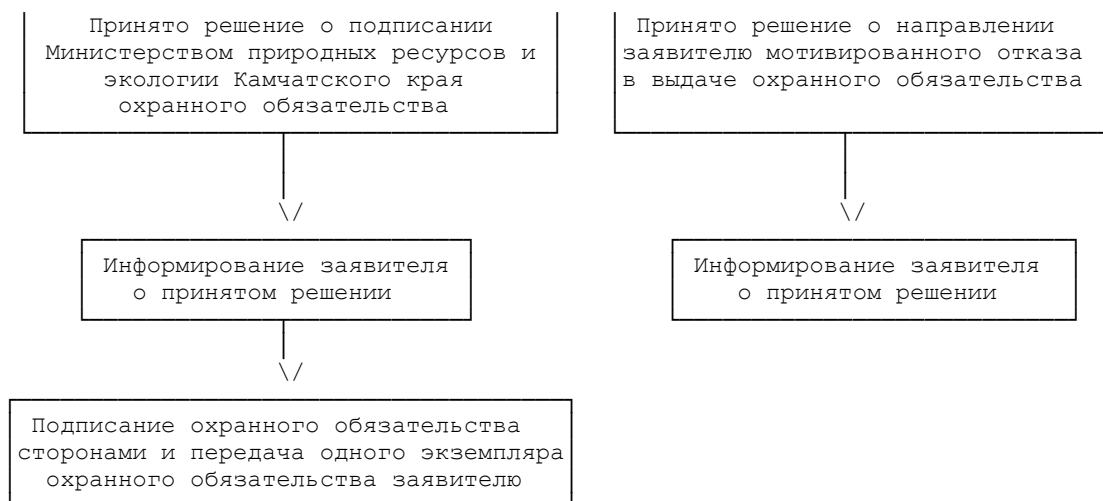 Принято решение о подписании
Министерством природных ресурсов и
экологии Камчатского края
охранного обязательства
Принято решение о направлении
заявителю мотивированного отказа
в выдаче охранного обязательства
\/
\/
Информирование заявителя
о принятом решении
Информирование заявителя
о принятом решении
\/
Подписание охранного обязательства
сторонами и передача одного экземпляра
охранного обязательства заявителю